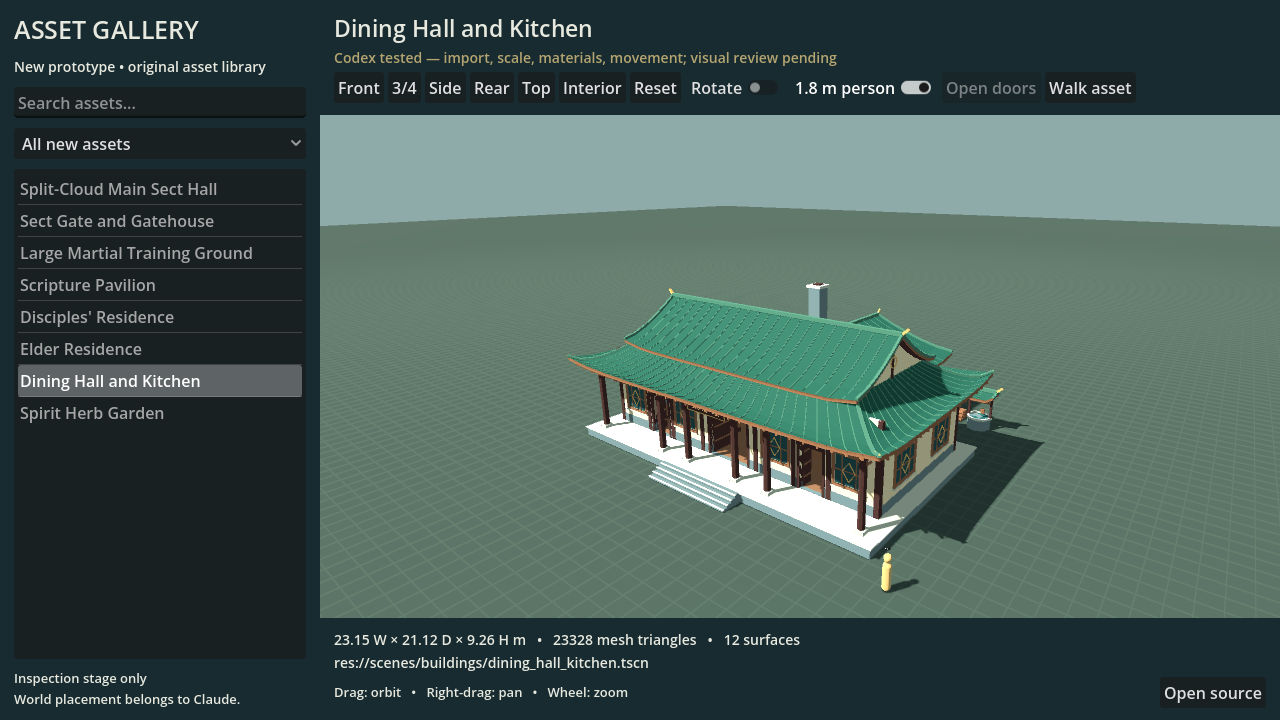 ASSET GALLERY
New prototype • original asset library
Search assets...
All new assets
Split-Cloud Main Sect Hall
Sect Gate and Gatehouse
Large Martial Training Ground
Scripture Pavilion
Disciples' Residence
Elder Residence
Dining Hall and Kitchen
Spirit Herb Garden
Inspection stage only
World placement belongs to Claude.
Dining Hall and Kitchen
Codex tested — import, scale, materials, movement; visual review pending
Front 3/4 Side Rear Top Interior Reset Rotate 1.8 m person Open doors Walk asset
23.15 W × 21.12 D × 9.26 H m • 23328 mesh triangles • 12 surfaces
res://scenes/buildings/dining_hall_kitchen.tscn
Drag: orbit • Right-drag: pan • Wheel: zoom
Open source